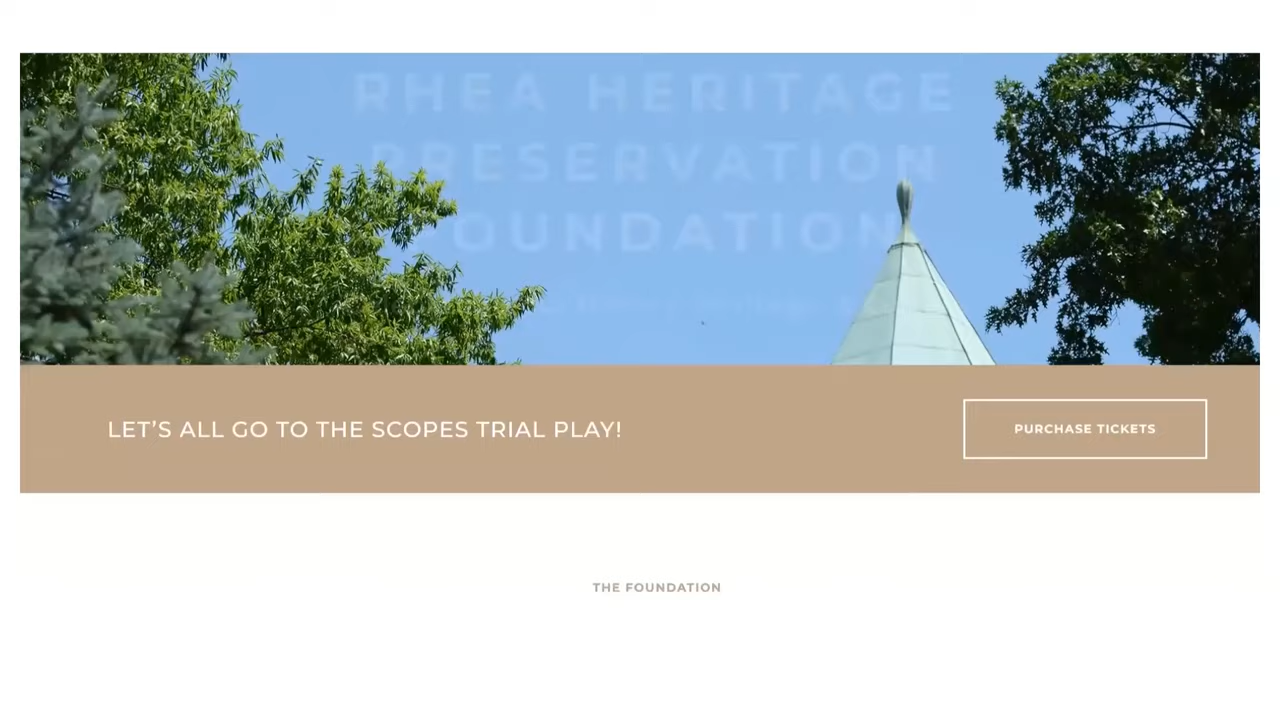 RHEA HERITAGE
PRESERVATION
FOUNDATION
LET'S ALL GO TO THE SCOPES TRIAL PLAY!
PURCHASE TICKETS
THE FOUNDATION